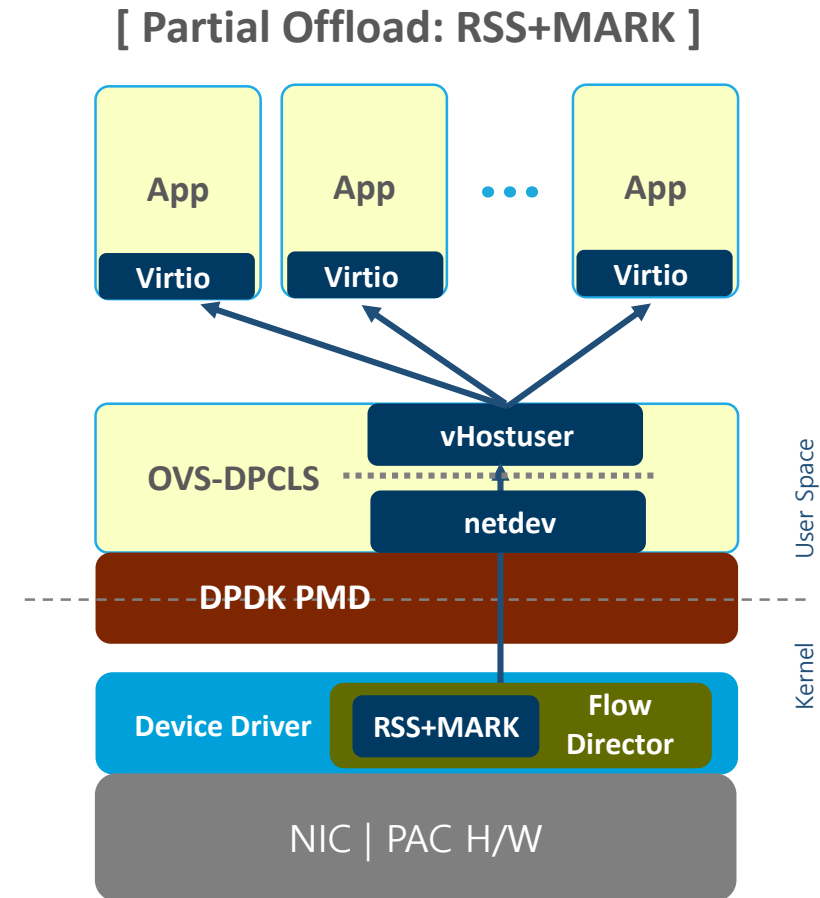 [ Partial Offload: RSS+MARK ]
App
App
App
Virtio
Virtio
Virtio
vHostuser
OVS-DPCLS
netdev
User Space
DPDK PMD
Kernel
Device Driver
RSS+MARK
Flow
Director
NIC | PAC H/W